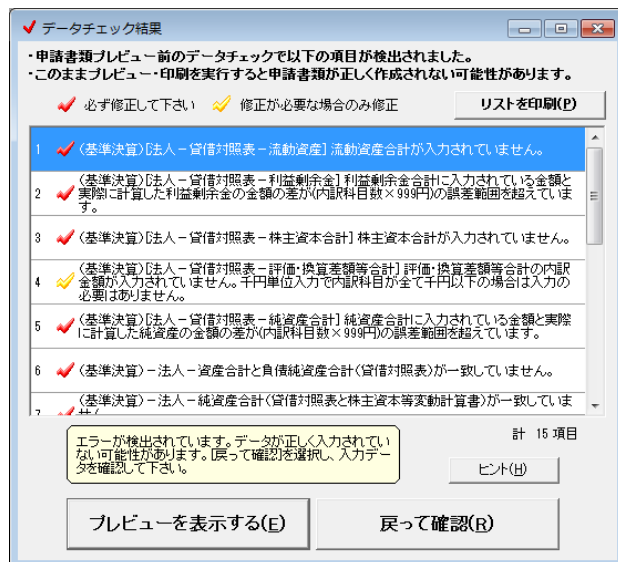 データチェック結果
・申請書類プレビュー前のデータチェックで以下の項目が検出されました。
・このままプレビュー・印刷を実行すると申請書類が正しく作成されない可能性があります。
必ず修正して下さい 修正が必要な場合のみ修正 リストを印刷(P)
1 (基準決算)[法人－貸借対照表－流動資産] 流動資産合計が入力されていません。
2 (基準決算)[法人－貸借対照表－利益剰余金] 利益剰余金合計に入力されている金額と
実際に計算した利益剰余金の金額の差が(内訳科目数×999円)の誤差範囲を超えていま
す。
3 (基準決算)[法人－貸借対照表－株主資本合計] 株主資本合計が入力されていません。
4 (基準決算)[法人－貸借対照表－評価・換算差額等合計] 評価・換算差額等合計の内訳
金額が入力されていません。千円単位入力で内訳科目が全て千円以下の場合は入力の
必要はありません。
5 (基準決算)[法人－貸借対照表－純資産合計] 純資産合計に入力されている金額と実際
に計算した純資産の金額の差が(内訳科目数×999円)の誤差範囲を超えています。
6 (基準決算)－法人－資産合計と負債純資産合計(貸借対照表)が一致していません。
7 (基準決算)－法人－純資産合計(貸借対照表と株主資本等変動計算書)が一致していま
せん
計 15 項目
エラーが検出されています。データが正しく入力されてい
ない可能性があります。[戻って確認]を選択し、入力デー
タを確認して下さい。
ヒント(H)
プレビューを表示する(E) 戻って確認(R)